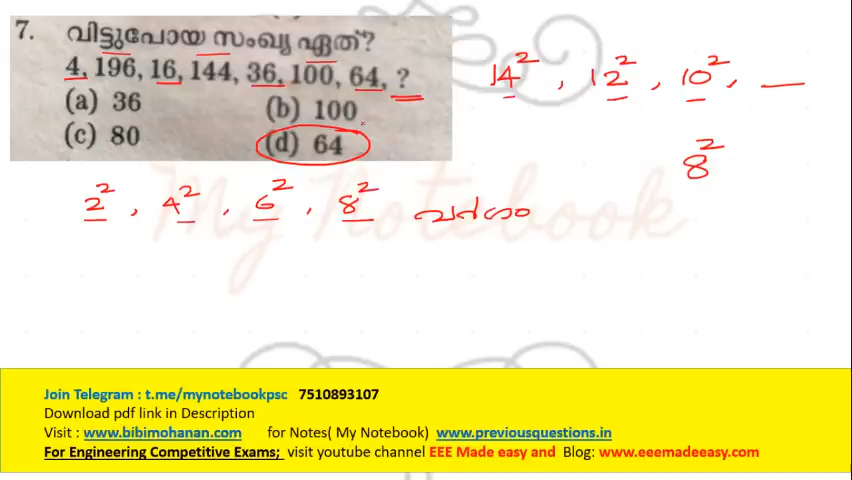 7. വിട്ടുപോയ സംഖ്യ ഏത്?
4, 196, 16, 144, 36, 100, 64, ?
(a) 36 (b) 100
(c) 80 (d) 64
14², 12², 10², __
8²
2², 4², 6², 8² വർഗം
My Notebook
Join Telegram : t.me/mynotebookpsc 7510893107
Download pdf link in Description
Visit : www.bibimohanan.com for Notes( My Notebook) www.previousquestions.in
For Engineering Competitive Exams; visit youtube channel EEE Made easy and Blog: www.eeemadeeasy.com